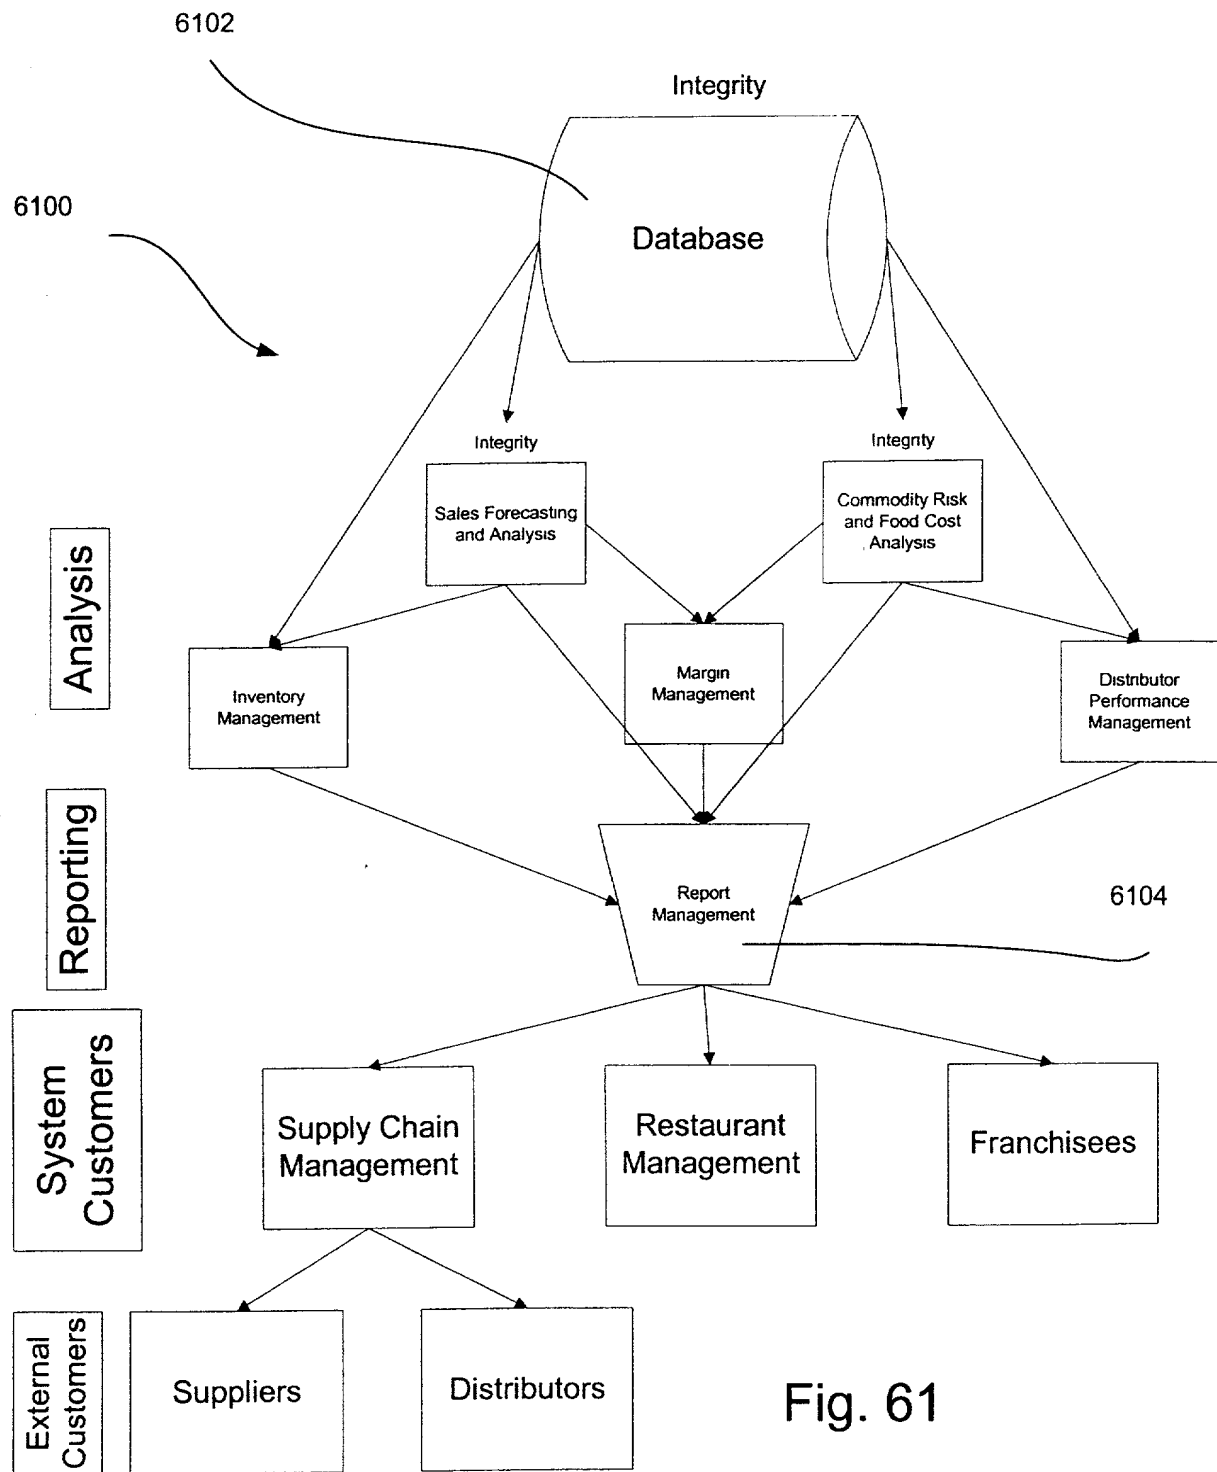 6102
Integrity
6100
Database
Integrity
Integrity
Sales Forecasting
and Analysis
Commodity Risk
and Food Cost
Analysis
Analysis
Inventory
Management
Margin
Management
Distributor
Performance
Management
Reporting
Report
Management
6104
System
Customers
Supply Chain
Management
Restaurant
Management
Franchisees
External
Customers
Suppliers
Distributors
Fig. 61